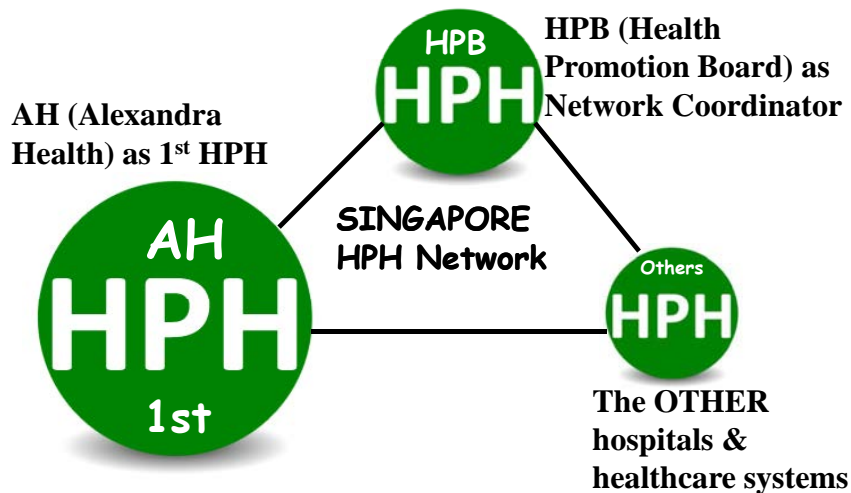 HPB
HPH
HPB (Health
Promotion Board) as
Network Coordinator
AH (Alexandra
Health) as 1st HPH
AH
HPH
1st
SINGAPORE
HPH Network
Others
HPH
The OTHER
hospitals &
healthcare systems